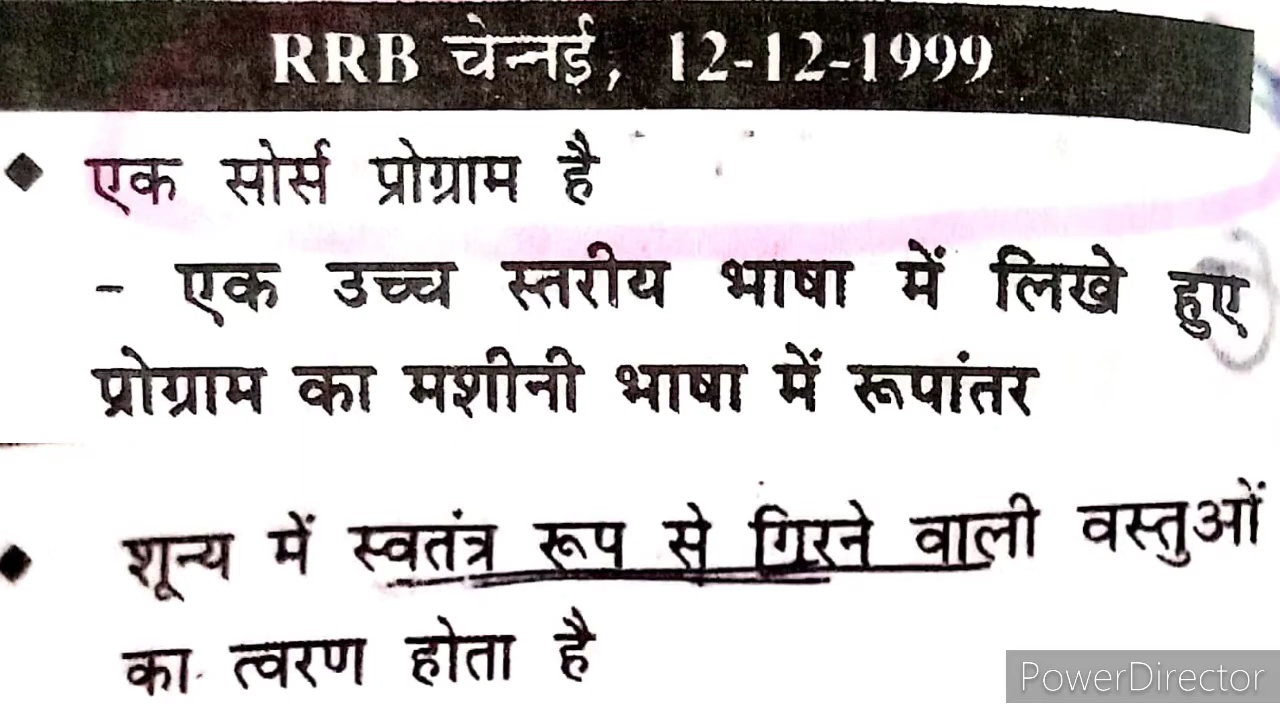 RRB चेन्नई, 12-12-1999
◆ एक सोर्स प्रोग्राम है
- एक उच्च स्तरीय भाषा में लिखे हुए
प्रोग्राम का मशीनी भाषा में रूपांतर
◆ शून्य में स्वतंत्र रूप से गिरने वाली वस्तुओं
का त्वरण होता है
PowerDirector